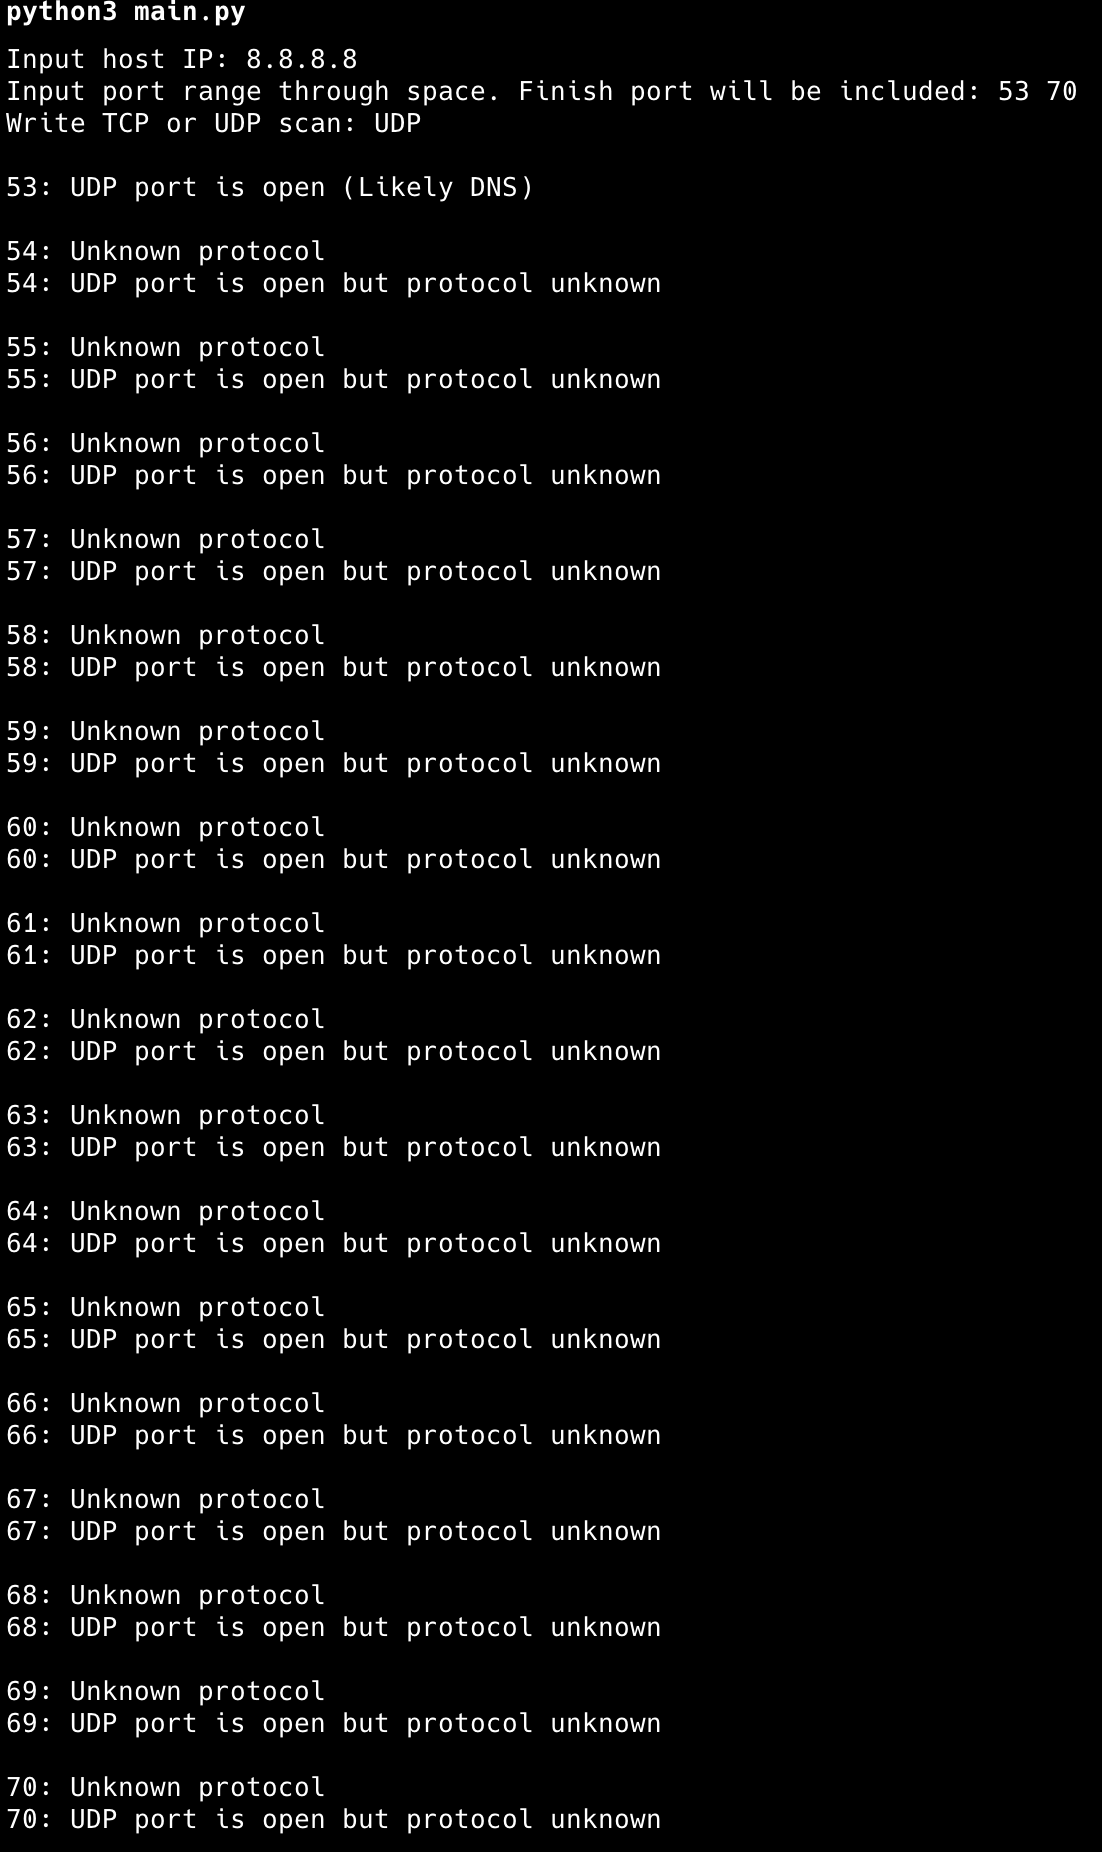 python3 main.py
Input host IP: 8.8.8.8
Input port range through space. Finish port will be included: 53 70
Write TCP or UDP scan: UDP
53: UDP port is open (Likely DNS)
54: Unknown protocol
54: UDP port is open but protocol unknown
55: Unknown protocol
55: UDP port is open but protocol unknown
56: Unknown protocol
56: UDP port is open but protocol unknown
57: Unknown protocol
57: UDP port is open but protocol unknown
58: Unknown protocol
58: UDP port is open but protocol unknown
59: Unknown protocol
59: UDP port is open but protocol unknown
60: Unknown protocol
60: UDP port is open but protocol unknown
61: Unknown protocol
61: UDP port is open but protocol unknown
62: Unknown protocol
62: UDP port is open but protocol unknown
63: Unknown protocol
63: UDP port is open but protocol unknown
64: Unknown protocol
64: UDP port is open but protocol unknown
65: Unknown protocol
65: UDP port is open but protocol unknown
66: Unknown protocol
66: UDP port is open but protocol unknown
67: Unknown protocol
67: UDP port is open but protocol unknown
68: Unknown protocol
68: UDP port is open but protocol unknown
69: Unknown protocol
69: UDP port is open but protocol unknown
70: Unknown protocol
70: UDP port is open but protocol unknown